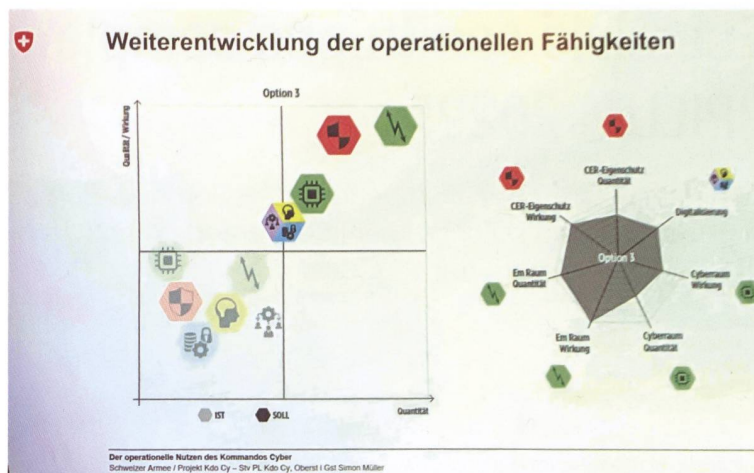 Weiterentwicklung der operationellen Fähigkeiten
Option 3
Qualität / Wirkung
Quantität
IST
SOLL
CER-Eigenschutz
Quantität
CER-Eigenschutz
Wirkung
Digitalisierung
Option 3
Em Raum
Quantität
Cyberraum
Wirkung
Em Raum
Wirkung
Cyberraum
Quantität
Der operationelle Nutzen des Kommandos Cyber
Schweizer Armee / Projekt Kdo Cy – Stv PL Kdo Cy, Oberst i Gst Simon Müller